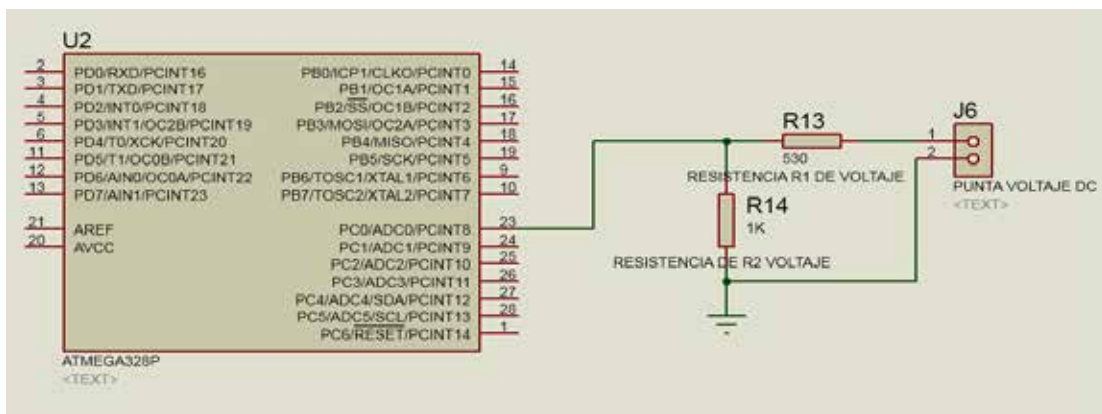 U2
2 PD0/RXD/PCINT16
3 PD1/TXD/PCINT17
4 PD2/INT0/PCINT18
5 PD3/INT1/OC2B/PCINT19
6 PD4/T0/XCK/PCINT20
11 PD5/T1/OC0B/PCINT21
12 PD6/AIN0/OC0A/PCINT22
13 PD7/AIN1/PCINT23
21 AREF
20 AVCC
PB0/ICP1/CLKO/PCINT0 14
PB1/OC1A/PCINT1 15
PB2/SS/OC1B/PCINT2 16
PB3/MOSI/OC2A/PCINT3 17
PB4/MISO/PCINT4 18
PB5/SCK/PCINT5 19
PB6/TOSC1/XTAL1/PCINT6 9
PB7/TOSC2/XTAL2/PCINT7 10
PC0/ADC0/PCINT8 23
PC1/ADC1/PCINT9 24
PC2/ADC2/PCINT10 25
PC3/ADC3/PCINT11 26
PC4/ADC4/SDA/PCINT12 27
PC5/ADC5/SCL/PCINT13 28
PC6/RESET/PCINT14 1
ATMEGA328P
<TEXT>
R13
530
RESISTENCIA R1 DE VOLTAJE
R14
1K
RESISTENCIA DE R2 VOLTAJE
J6
1
2
PUNTA VOLTAJE DC
<TEXT>